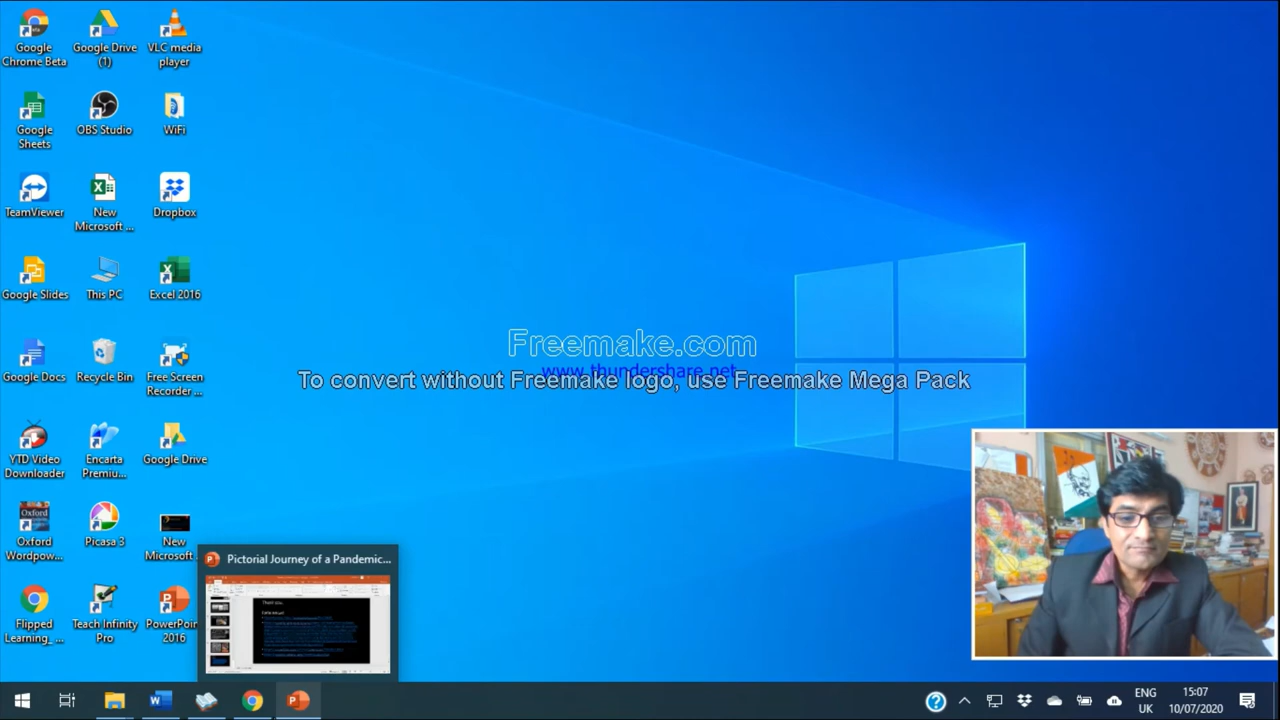 Google
Chrome Beta
Google Drive
(1)
VLC media
player
Google
Sheets
OBS Studio
WiFi
TeamViewer
New
Microsoft ...
Dropbox
Google Slides
This PC
Excel 2016
Freemake.com
www.thundershare.net
To convert without Freemake logo, use Freemake Mega Pack
Google Docs
Recycle Bin
Free Screen
Recorder ...
YTD Video
Downloader
Encarta
Premiu...
Google Drive
Oxford
Wordpow...
Picasa 3
New
Microsoft
Pictorial Journey of a Pandemic...
Flipped
Learning_ ...
Teach Infinity
Pro
PowerPoint
2016
ENG
UK
15:07
10/07/2020